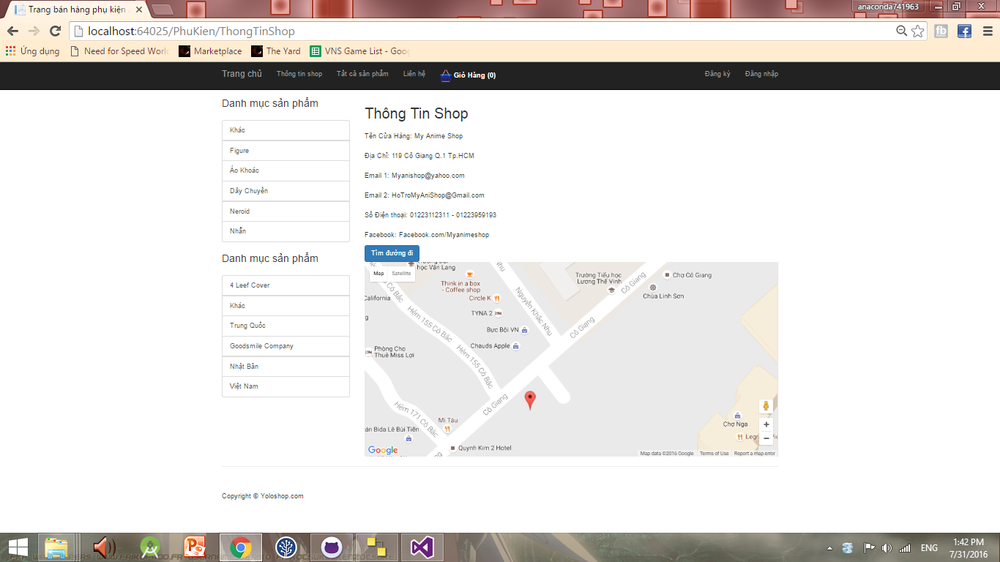 Trang bán hàng phụ kiện
anaconda741963
localhost:64025/PhuKien/ThongTinShop
Ứng dụng
Need for Speed World
Marketplace
The Yard
VNS Game List - Goog
Trang chủ
Thông tin shop
Tất cả sản phẩm
Liên hệ
Giỏ Hàng (0)
Đăng ký
Đăng nhập
Danh mục sản phẩm
Khác
Figure
Áo Khoác
Dây Chuyền
Neroid
Nhẫn
Danh mục sản phẩm
4 Leef Cover
Khác
Trung Quốc
Goodsmile Company
Nhật Bản
Việt Nam
Thông Tin Shop
Tên Cửa Hàng: My Anime Shop
Địa Chỉ: 119 Cô Giang Q.1 Tp.HCM
Email 1: Myanishop@yahoo.com
Email 2: HoTroMyAniShop@Gmail.com
Số Điện thoại: 01223112311 - 01223959193
Facebook: Facebook.com/Myanimeshop
Tìm đường đi
Map
Satellite
học Văn Lang
Think in a box
- Coffee shop
Circle K
TYNA 2
Bực Bội VN
Chauds Apple
California
Cô Bắc
Hẻm 155 Cô Bắc
Hẻm 155 Cô Bắc
Nguyễn Khắc Nhu
Nhu
Trường Tiểu học
Lương Thế Vinh
Cô Giang
Chợ Cô Giang
Chùa Linh Sơn
Cô Giang
Phòng Cho
Thuê Miss Lợi
Cô Giang
Hẻm 171 Cô Bắc
Mì Tàu
án Bida Lê Bùi Tiến
Quynh Kim 2 Hotel
Giang
Chợ Nga
Google
Map data ©2016 Google
Terms of Use
Report a map error
Copyright © Yoloshop.com
ENG
1:42 PM
7/31/2016